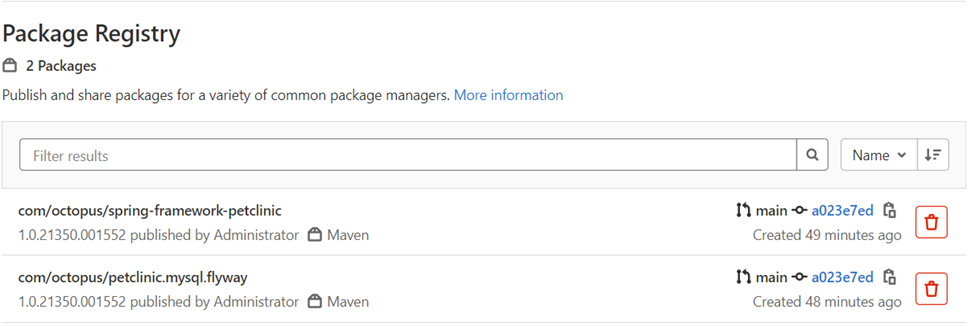 Package Registry
2 Packages
Publish and share packages for a variety of common package managers. More information
Filter results
Name
com/octopus/spring-framework-petclinic main a023e7ed
1.0.21350.001552 published by Administrator Maven Created 49 minutes ago
com/octopus/petclinic.mysql.flyway main a023e7ed
1.0.21350.001552 published by Administrator Maven Created 48 minutes ago